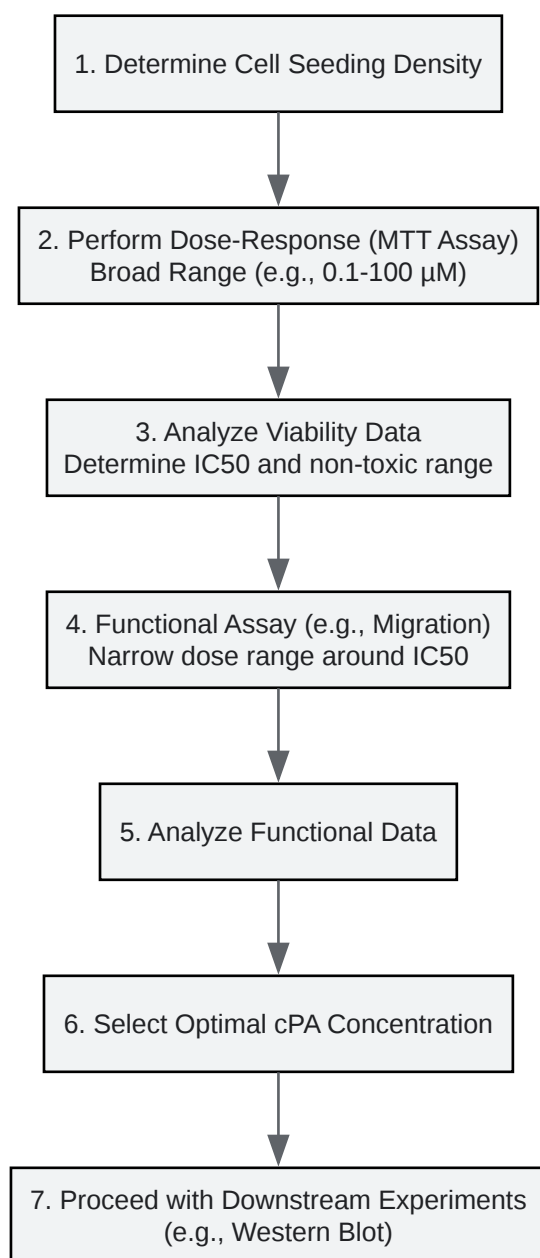 1. Determine Cell Seeding Density
2. Perform Dose-Response (MTT Assay)
Broad Range (e.g., 0.1-100 µM)
3. Analyze Viability Data
Determine IC50 and non-toxic range
4. Functional Assay (e.g., Migration)
Narrow dose range around IC50
5. Analyze Functional Data
6. Select Optimal cPA Concentration
7. Proceed with Downstream Experiments
(e.g., Western Blot)